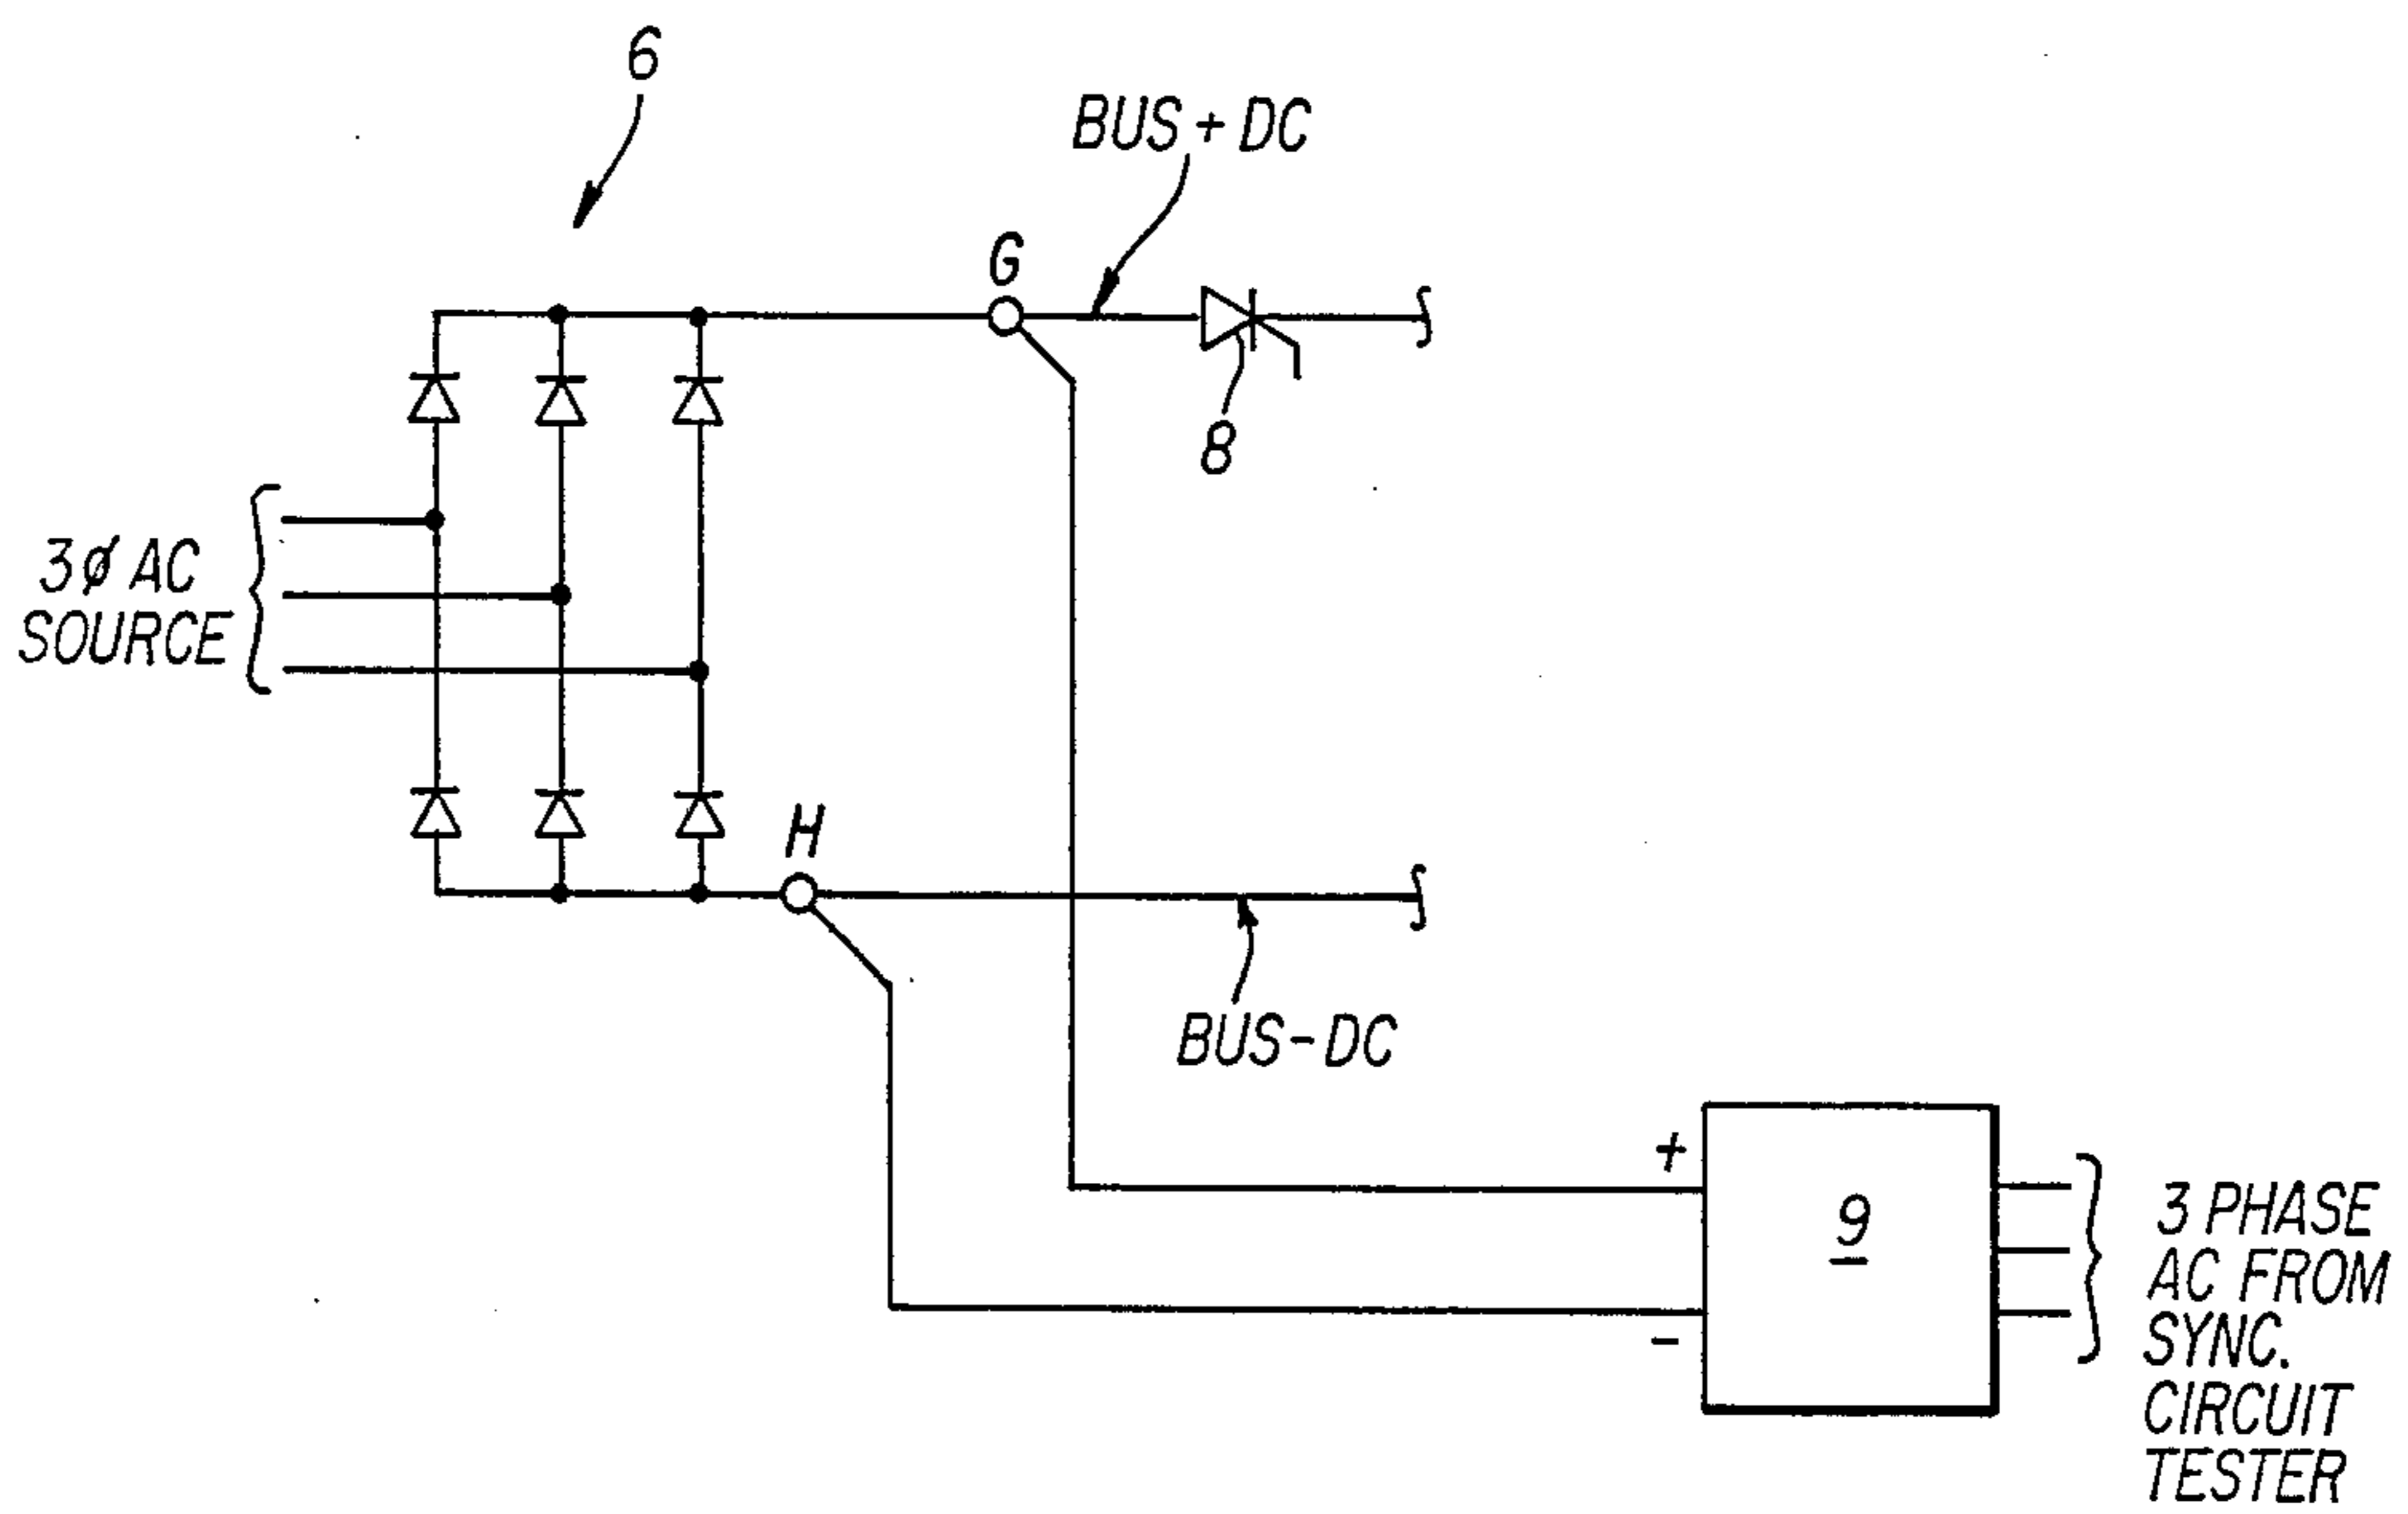 6
BUS + DC
G
8
3ø AC
SOURCE
H
BUS - DC
+
9
-
3 PHASE
AC FROM
SYNC.
CIRCUIT
TESTER